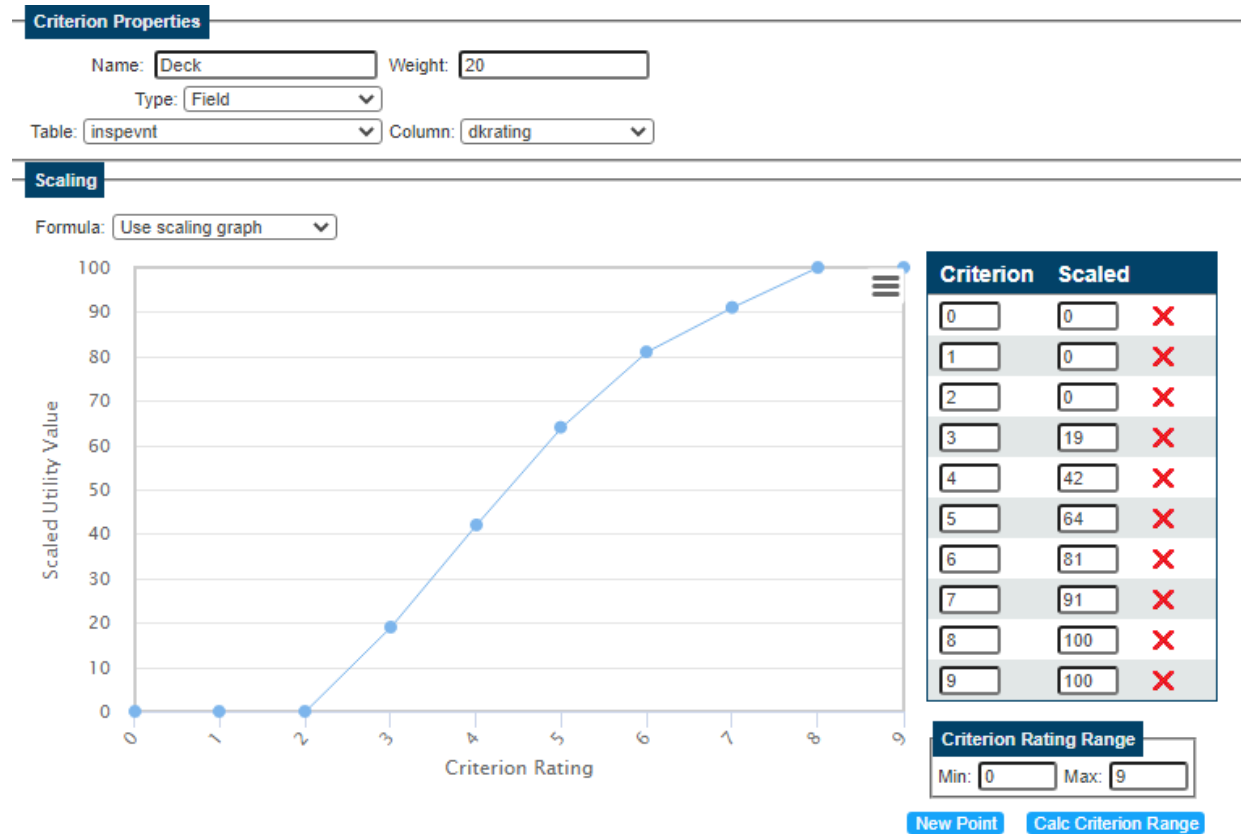 Criterion Properties
Name: Deck Weight: 20
Type: Field
Table: inspevnt Column: dkrating
Scaling
Formula: Use scaling graph
100
90
80
70
60
50
40
30
20
10
0
Scaled Utility Value
0 1 2 3 4 5 6 7 8 9
Criterion Rating
Criterion Scaled
0 0
1 0
2 0
3 19
4 42
5 64
6 81
7 91
8 100
9 100
Criterion Rating Range
Min: 0 Max: 9
New Point Calc Criterion Range